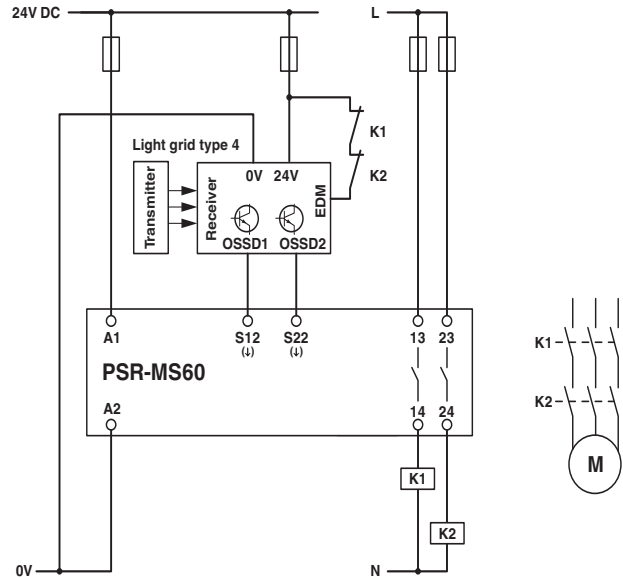 24V DC
L
K1
Light grid type 4
K2
0V 24V
Transmitter
Receiver
EDM
OSSD1 OSSD2
A1 S12 S22 13 23
(↓) (↓)
K1
PSR-MS60
A2 14 24
K2
M
K1
K2
0V
N